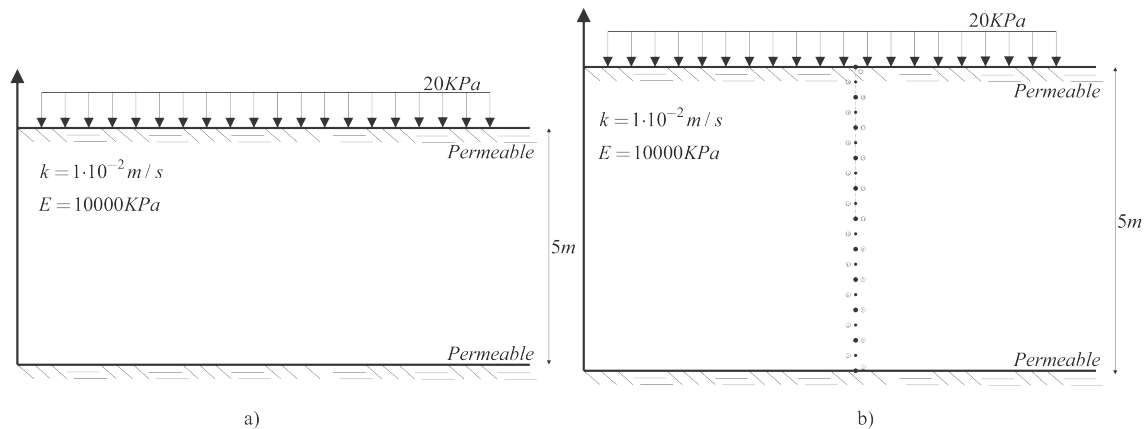 20KPa
Permeable
k = 1·10⁻² m/s
E = 10000KPa
5m
Permeable
a)
20KPa
Permeable
k = 1·10⁻² m/s
E = 10000KPa
5m
Permeable
b)